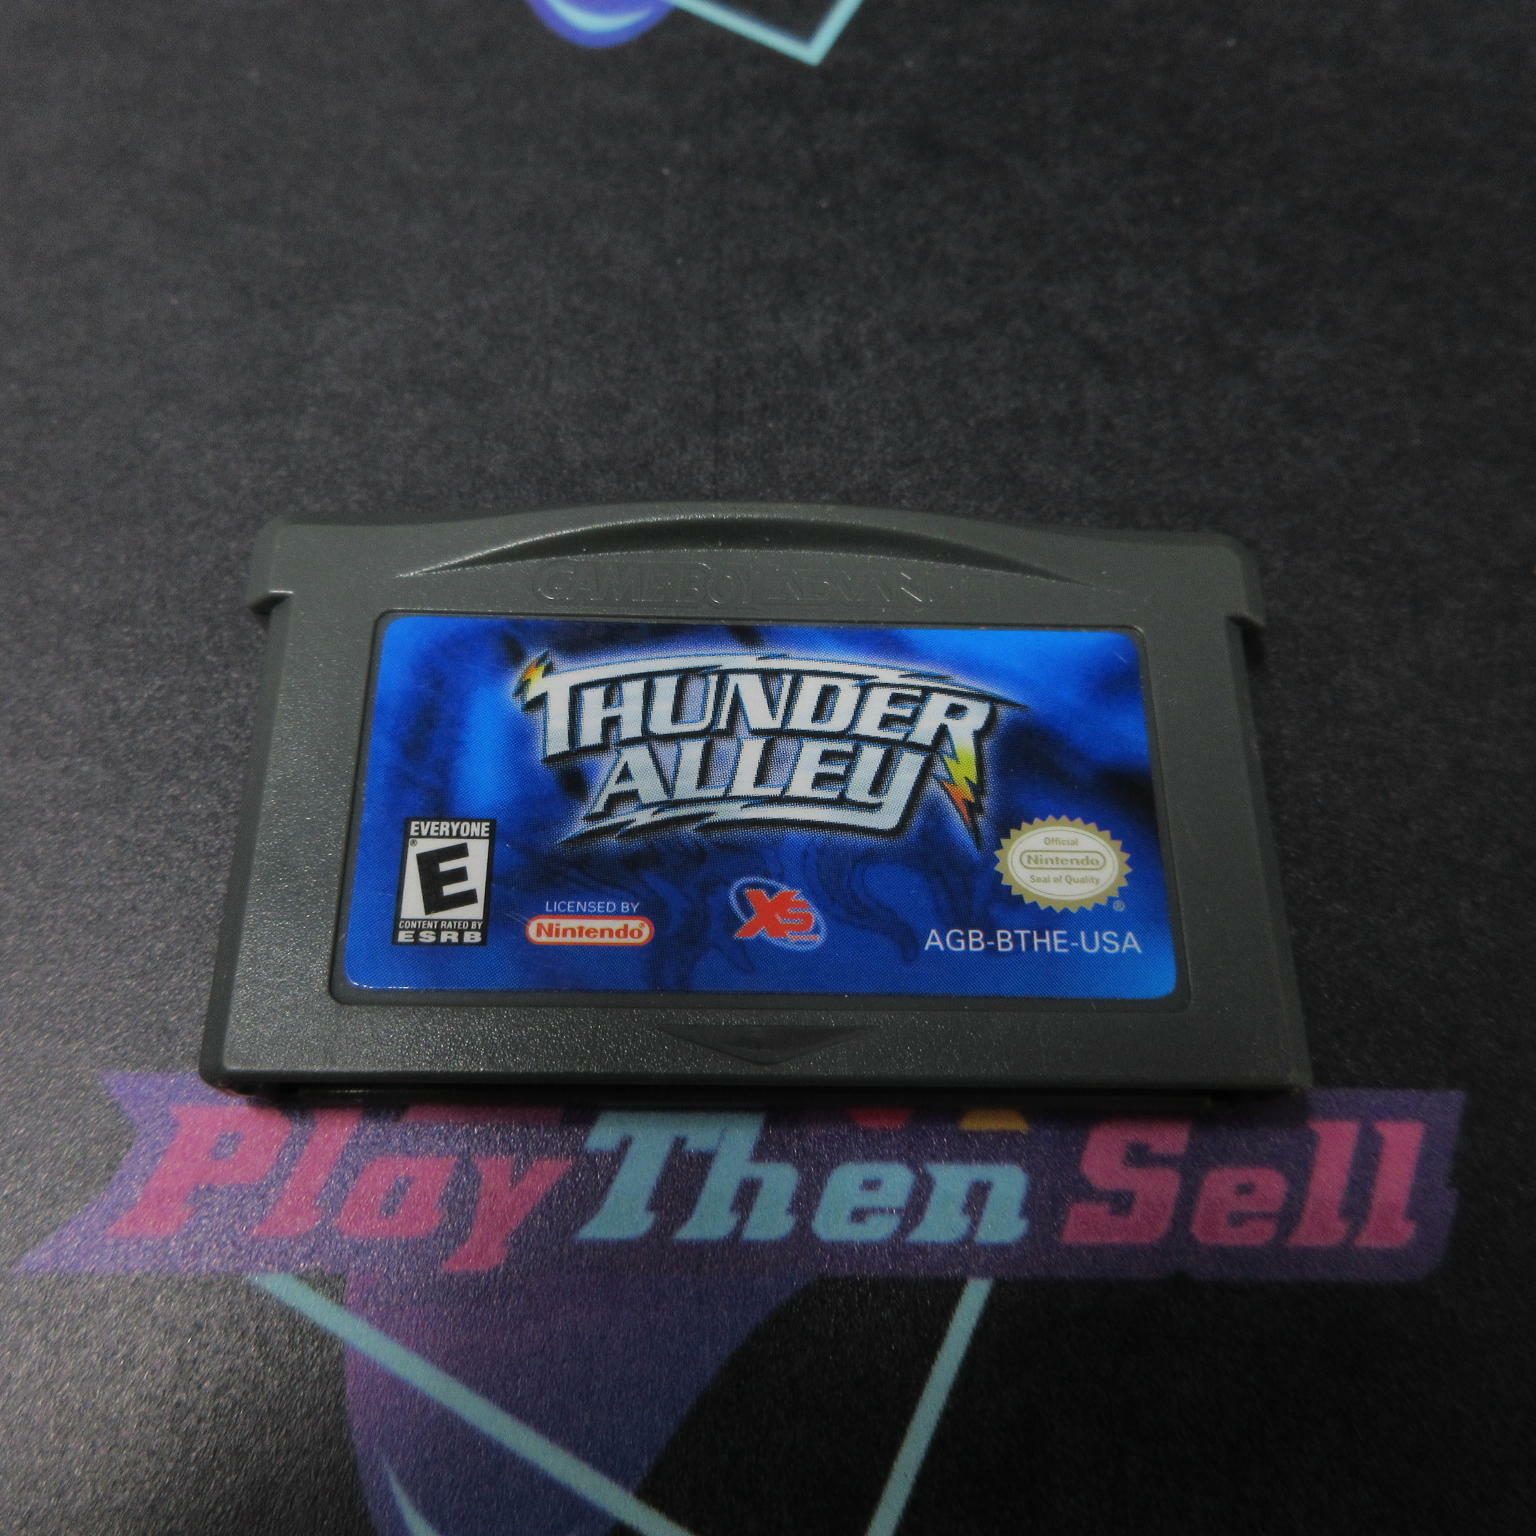 GAME BOY ADVAN
THUNDER
ALLEY
EVERYONE
E
®
CONTENT RATED BY
ESRB
LICENSED BY
Nintendo®
XS
Official
Nintendo
Seal of Quality
®
AGB-BTHE-USA
Play Then Sell